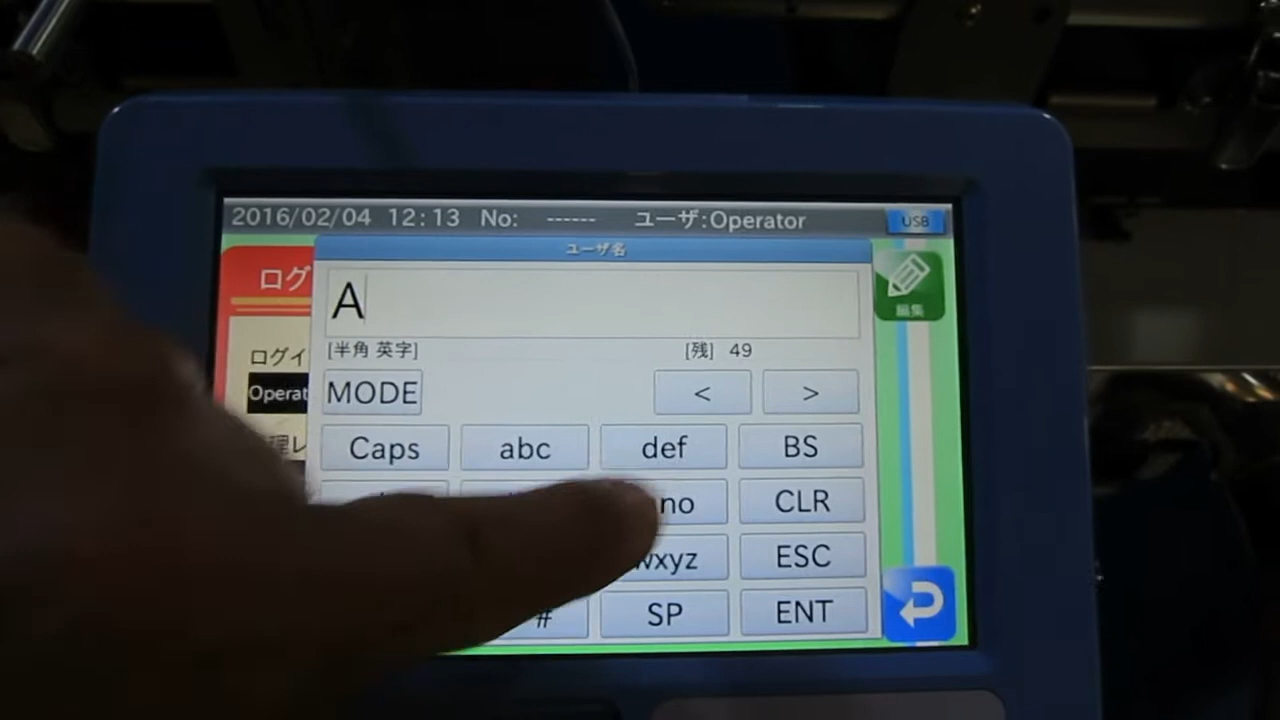 2016/02/04 12:13 No: ------ ユーザ:Operator USB
ユーザ名
ログ
A
編集
[半角 英字] [残] 49
ログイ
MODE < >
Operat
Caps abc def BS
理レ
no CLR
wxyz ESC
# SP ENT